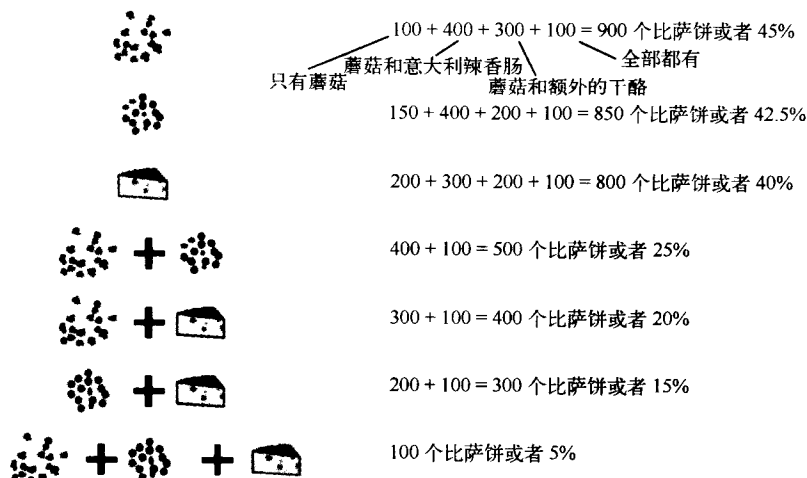 100 + 400 + 300 + 100 = 900 个比萨饼或者 45%
只有蘑菇
蘑菇和意大利辣香肠
蘑菇和额外的干酪
全部都有
150 + 400 + 200 + 100 = 850 个比萨饼或者 42.5%
200 + 300 + 200 + 100 = 800 个比萨饼或者 40%
400 + 100 = 500 个比萨饼或者 25%
300 + 100 = 400 个比萨饼或者 20%
200 + 100 = 300 个比萨饼或者 15%
100 个比萨饼或者 5%